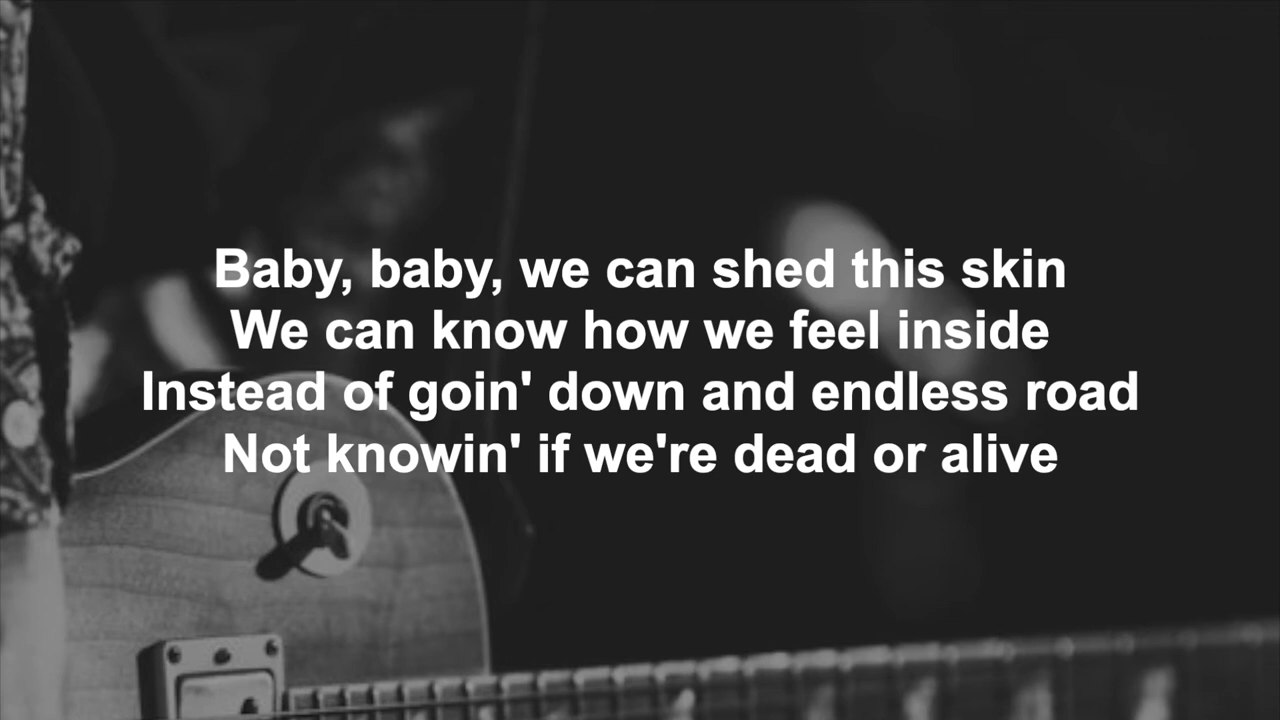 Baby, baby, we can shed this skin
We can know how we feel inside
Instead of goin' down and endless road
Not knowin' if we're dead or alive